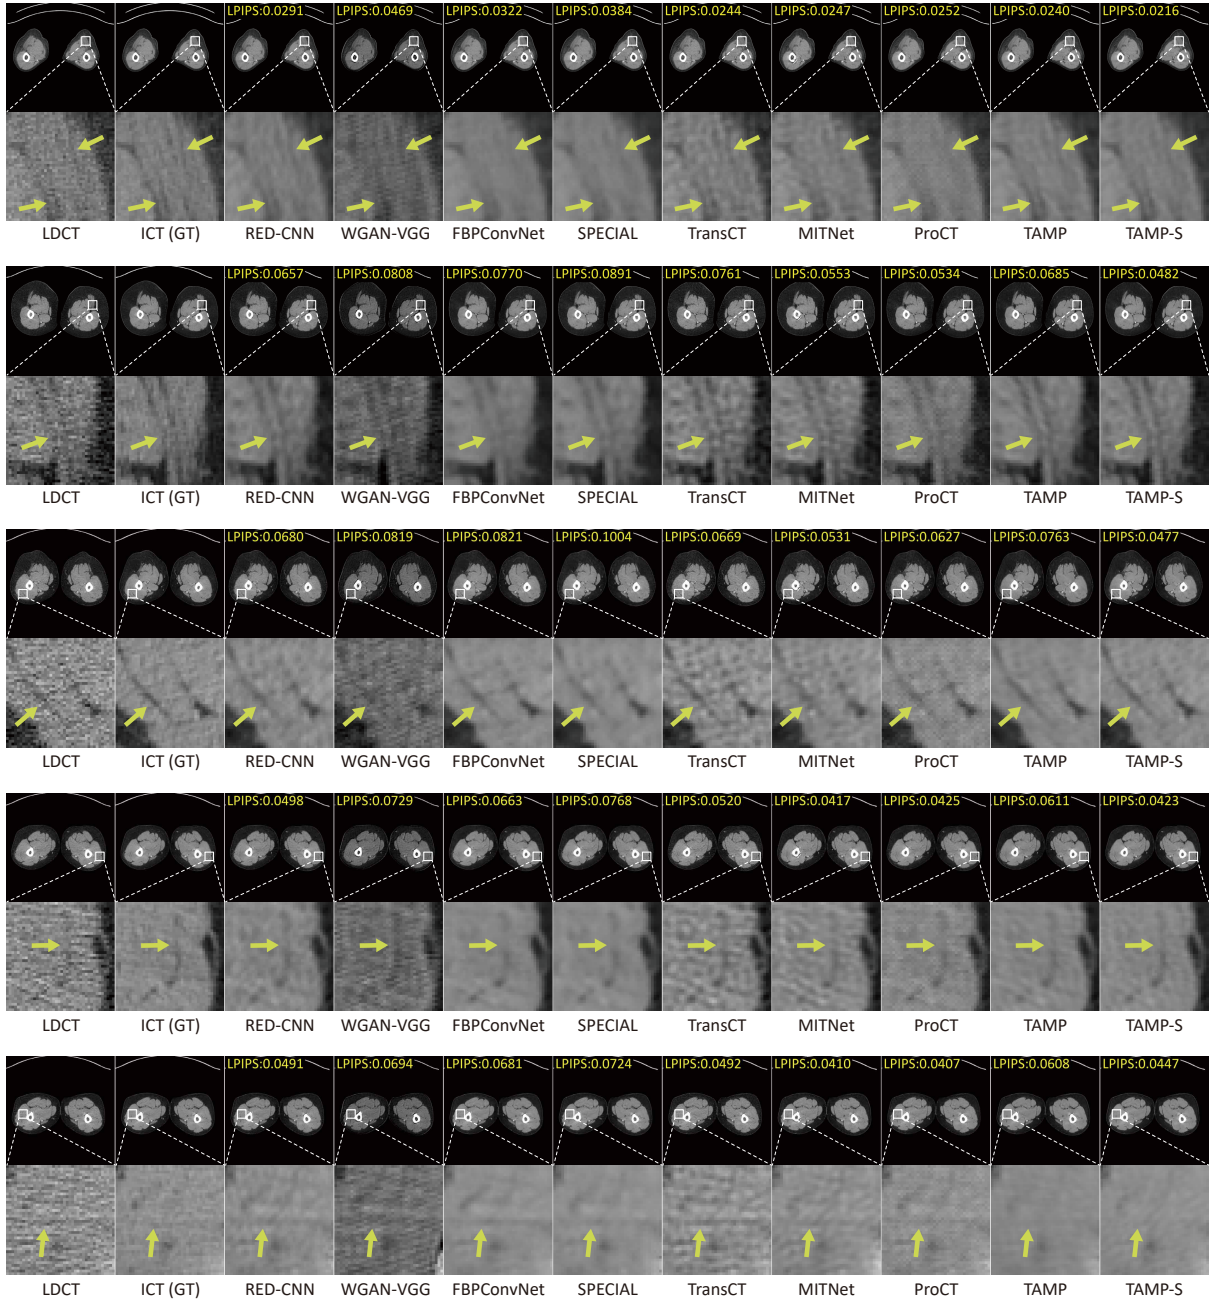 LPIPS:0.0291 LPIPS:0.0469 LPIPS:0.0322 LPIPS:0.0384 LPIPS:0.0244 LPIPS:0.0247 LPIPS:0.0252 LPIPS:0.0240 LPIPS:0.0216
LDCT ICT (GT) RED-CNN WGAN-VGG FBPConvNet SPECIAL TransCT MITNet ProCT TAMP TAMP-S
LPIPS:0.0657 LPIPS:0.0808 LPIPS:0.0770 LPIPS:0.0891 LPIPS:0.0761 LPIPS:0.0553 LPIPS:0.0534 LPIPS:0.0685 LPIPS:0.0482
LDCT ICT (GT) RED-CNN WGAN-VGG FBPConvNet SPECIAL TransCT MITNet ProCT TAMP TAMP-S
LPIPS:0.0680 LPIPS:0.0819 LPIPS:0.0821 LPIPS:0.1004 LPIPS:0.0669 LPIPS:0.0531 LPIPS:0.0627 LPIPS:0.0763 LPIPS:0.0477
LDCT ICT (GT) RED-CNN WGAN-VGG FBPConvNet SPECIAL TransCT MITNet ProCT TAMP TAMP-S
LPIPS:0.0498 LPIPS:0.0729 LPIPS:0.0663 LPIPS:0.0768 LPIPS:0.0520 LPIPS:0.0417 LPIPS:0.0425 LPIPS:0.0611 LPIPS:0.0423
LDCT ICT (GT) RED-CNN WGAN-VGG FBPConvNet SPECIAL TransCT MITNet ProCT TAMP TAMP-S
LPIPS:0.0491 LPIPS:0.0694 LPIPS:0.0681 LPIPS:0.0724 LPIPS:0.0492 LPIPS:0.0410 LPIPS:0.0407 LPIPS:0.0608 LPIPS:0.0447
LDCT ICT (GT) RED-CNN WGAN-VGG FBPConvNet SPECIAL TransCT MITNet ProCT TAMP TAMP-S